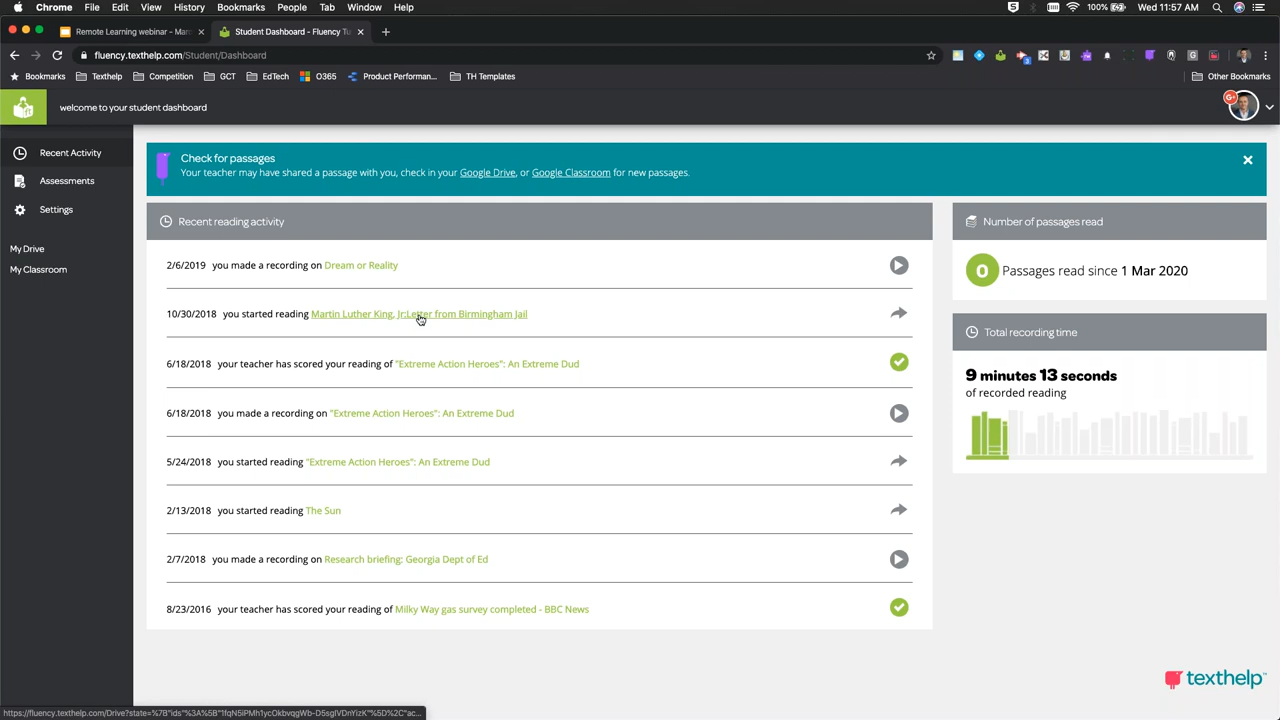 Chrome File Edit View History Bookmarks People Tab Window Help 100% Wed 11:57 AM
Remote Learning webinar - Mar
Student Dashboard - Fluency Tu
fluency.texthelp.com/Student/Dashboard
Bookmarks Texthelp Competition GCT EdTech O365 Product Performan... TH Templates Other Bookmarks
welcome to your student dashboard
Recent Activity
Assessments
Settings
My Drive
My Classroom
Check for passages
Your teacher may have shared a passage with you, check in your Google Drive, or Google Classroom for new passages.
Recent reading activity
2/6/2019 you made a recording on Dream or Reality
10/30/2018 you started reading Martin Luther King, Jr:Letter from Birmingham Jail
6/18/2018 your teacher has scored your reading of "Extreme Action Heroes": An Extreme Dud
6/18/2018 you made a recording on "Extreme Action Heroes": An Extreme Dud
5/24/2018 you started reading "Extreme Action Heroes": An Extreme Dud
2/13/2018 you started reading The Sun
2/7/2018 you made a recording on Research briefing: Georgia Dept of Ed
8/23/2016 your teacher has scored your reading of Milky Way gas survey completed - BBC News
Number of passages read
0 Passages read since 1 Mar 2020
Total recording time
9 minutes 13 seconds
of recorded reading
texthelp